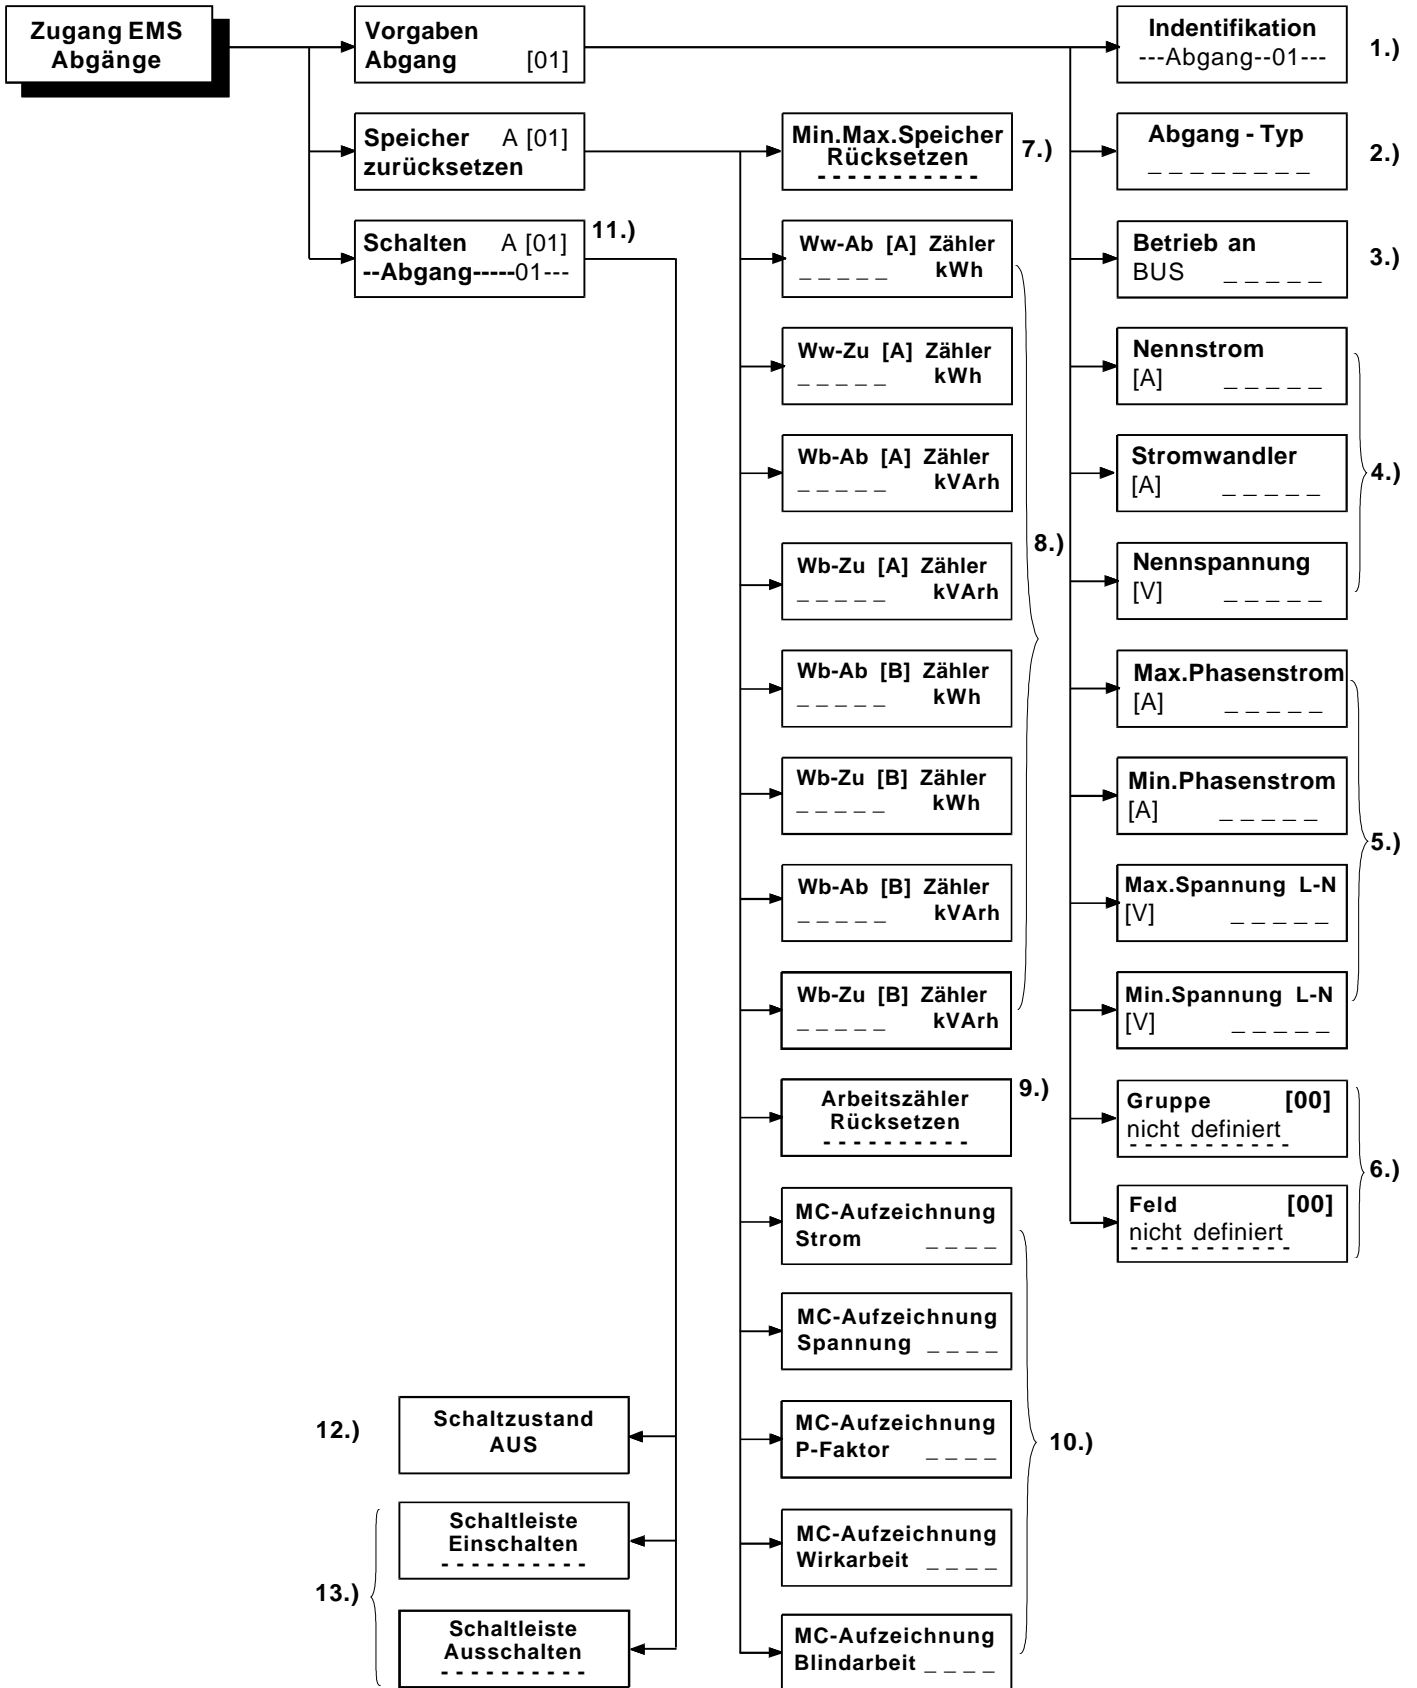 Zugang EMS
Abgänge
Vorgaben
Abgang [01]
Speicher A [01]
zurücksetzen
Schalten A [01]
--Abgang-----01---
11.)
Min.Max.Speicher
Rücksetzen
- - - - - - - - - - -
7.)
Ww-Ab [A] Zähler
_ _ _ _ _ kWh
Ww-Zu [A] Zähler
_ _ _ _ _ kWh
Wb-Ab [A] Zähler
_ _ _ _ _ kVArh
Wb-Zu [A] Zähler
_ _ _ _ _ kVArh
Wb-Ab [B] Zähler
_ _ _ _ _ kWh
Wb-Zu [B] Zähler
_ _ _ _ _ kWh
Wb-Ab [B] Zähler
_ _ _ _ _ kVArh
Wb-Zu [B] Zähler
_ _ _ _ _ kVArh
8.)
Arbeitszähler
Rücksetzen
- - - - - - - - - -
9.)
MC-Aufzeichnung
Strom _ _ _ _
MC-Aufzeichnung
Spannung _ _ _ _
MC-Aufzeichnung
P-Faktor _ _ _ _
MC-Aufzeichnung
Wirkarbeit _ _ _ _
MC-Aufzeichnung
Blindarbeit _ _ _ _
10.)
Indentifikation
---Abgang--01---
1.)
Abgang - Typ
_ _ _ _ _ _ _ _
2.)
Betrieb an
BUS _ _ _ _ _
3.)
Nennstrom
[A] _ _ _ _ _
Stromwandler
[A] _ _ _ _ _
Nennspannung
[V] _ _ _ _ _
4.)
Max.Phasenstrom
[A] _ _ _ _ _
Min.Phasenstrom
[A] _ _ _ _ _
Max.Spannung L-N
[V] _ _ _ _ _
Min.Spannung L-N
[V] _ _ _ _ _
5.)
Gruppe [00]
nicht definiert
- - - - - - - - - - -
Feld [00]
nicht definiert
- - - - - - - - - - -
6.)
12.)
Schaltzustand
AUS
13.)
Schaltleiste
Einschalten
- - - - - - - - - -
Schaltleiste
Ausschalten
- - - - - - - - - -